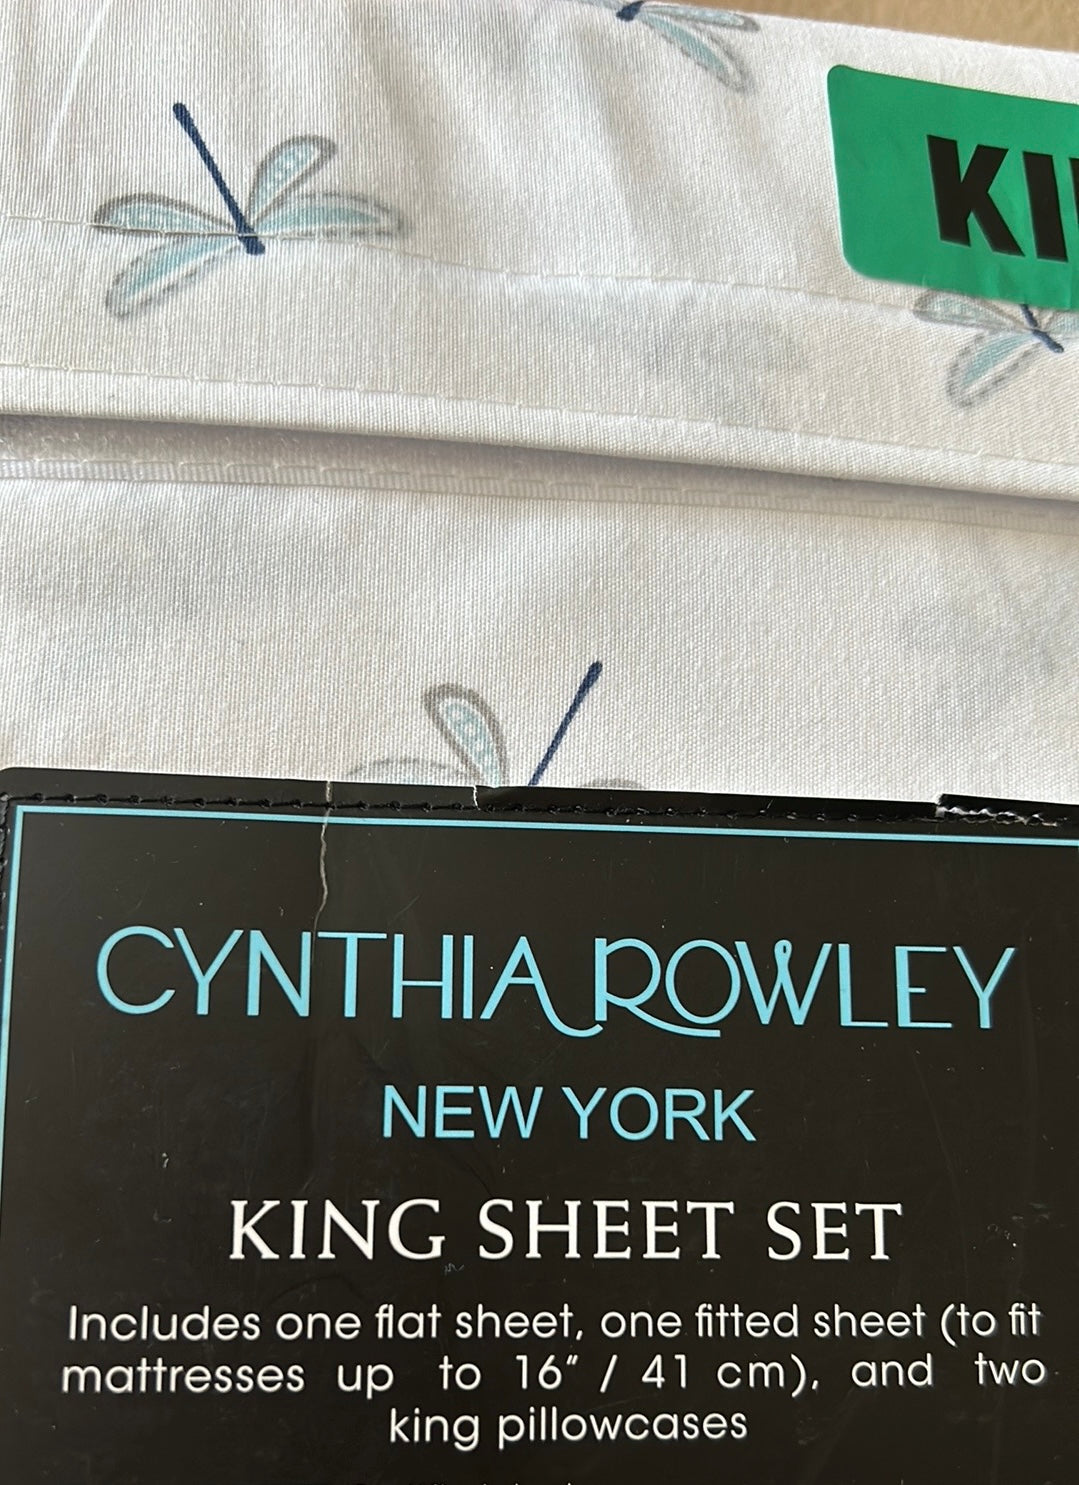 KI
CYNTHIA ROWLEY
NEW YORK
KING SHEET SET
Includes one flat sheet, one fitted sheet (to fit
mattresses up to 16" / 41 cm), and two
king pillowcases